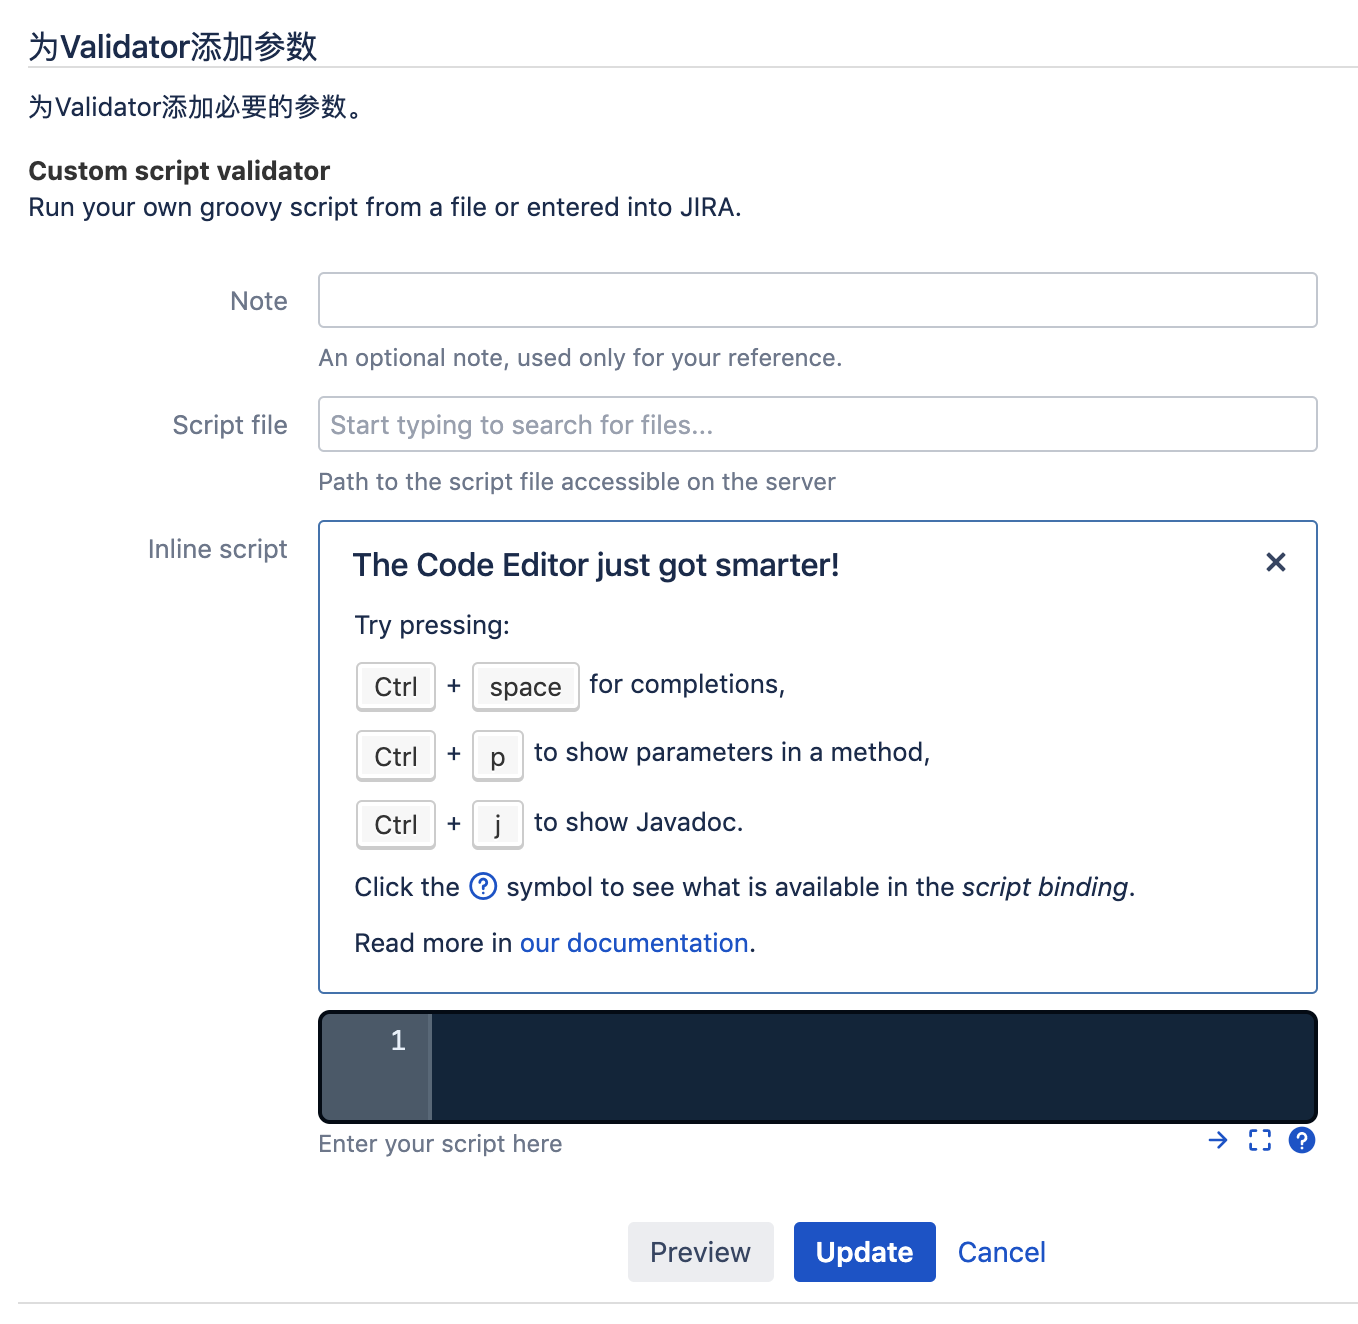 为Validator添加参数
为Validator添加必要的参数。
Custom script validator
Run your own groovy script from a file or entered into JIRA.
Note
An optional note, used only for your reference.
Script file
Start typing to search for files...
Path to the script file accessible on the server
Inline script
The Code Editor just got smarter!
Try pressing:
Ctrl + space for completions,
Ctrl + p to show parameters in a method,
Ctrl + j to show Javadoc.
Click the ? symbol to see what is available in the script binding.
Read more in our documentation.
1
Enter your script here
Preview Update Cancel